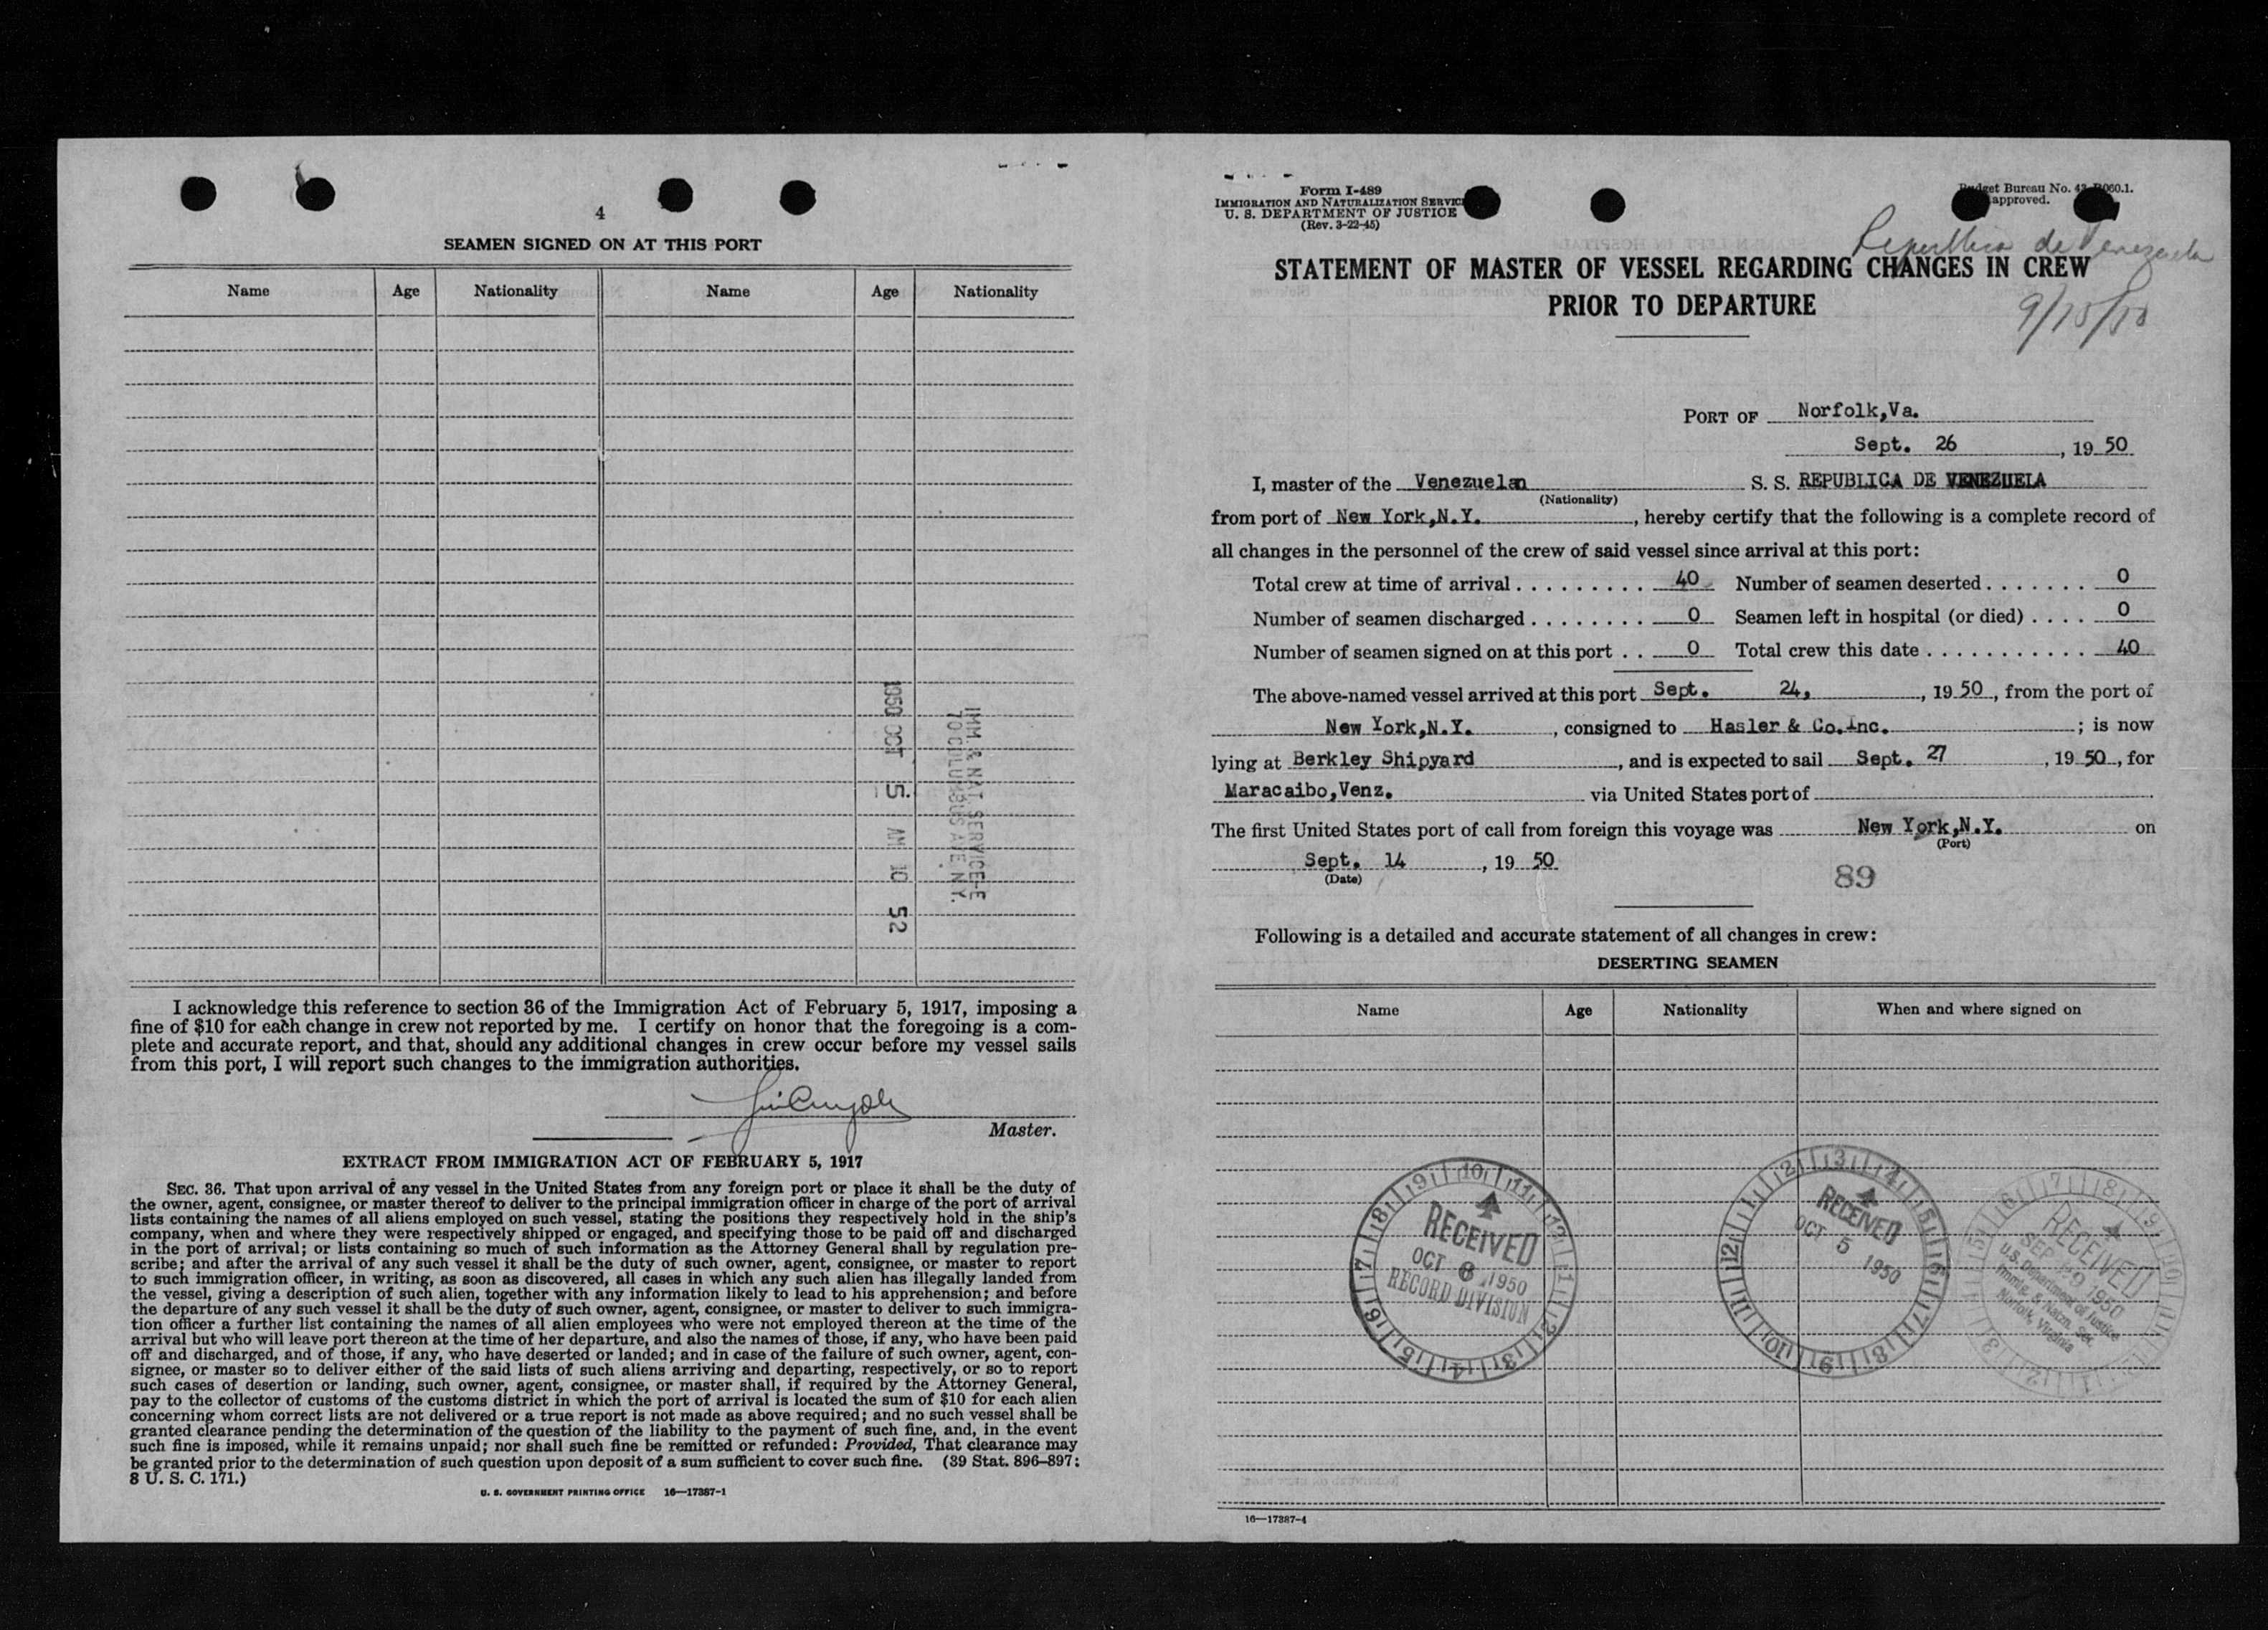 4
SEAMEN SIGNED ON AT THIS PORT
Name Age Nationality Name Age Nationality
1950 OCT 5 AM 10 52
IMM. & NAT. SERVICE
70 COLUMBUS AVE N.Y.
I acknowledge this reference to section 36 of the Immigration Act of February 5, 1917, imposing a
fine of $10 for each change in crew not reported by me. I certify on honor that the foregoing is a com-
plete and accurate report, and that, should any additional changes in crew occur before my vessel sails
from this port, I will report such changes to the immigration authorities.
Master.
EXTRACT FROM IMMIGRATION ACT OF FEBRUARY 5, 1917
SEC. 36. That upon arrival of any vessel in the United States from any foreign port or place it shall be the duty of
the owner, agent, consignee, or master thereof to deliver to the principal immigration officer in charge of the port of arrival
lists containing the names of all aliens employed on such vessel, stating the positions they respectively hold in the ship's
company, when and where they were respectively shipped or engaged, and specifying those to be paid off and discharged
in the port of arrival; or lists containing so much of such information as the Attorney General shall by regulation pre-
scribe; and after the arrival of any such vessel it shall be the duty of such owner, agent, consignee, or master to report
to such immigration officer, in writing, as soon as discovered, all cases in which any such alien has illegally landed from
the vessel, giving a description of such alien, together with any information likely to lead to his apprehension; and before
the departure of any such vessel it shall be the duty of such owner, agent, consignee, or master to deliver to such immigra-
tion officer a further list containing the names of all alien employees who were not employed thereon at the time of the
arrival but who will leave port thereon at the time of her departure, and also the names of those, if any, who have been paid
off and discharged, and of those, if any, who have deserted or landed; and in case of the failure of such owner, agent, con-
signee, or master so to deliver either of the said lists of such aliens arriving and departing, respectively, or so to report
such cases of desertion or landing, such owner, agent, consignee, or master shall, if required by the Attorney General,
pay to the collector of customs of the customs district in which the port of arrival is located the sum of $10 for each alien
concerning whom correct lists are not delivered or a true report is not made as above required; and no such vessel shall be
granted clearance pending the determination of the question of the liability to the payment of such fine, and, in the event
such fine is imposed, while it remains unpaid; nor shall such fine be remitted or refunded: Provided, That clearance may
be granted prior to the determination of such question upon deposit of a sum sufficient to cover such fine. (39 Stat. 896–897;
8 U. S. C. 171.)
U. S. GOVERNMENT PRINTING OFFICE 16—17387-1
Form I-489
IMMIGRATION AND NATURALIZATION SERVICE
U. S. DEPARTMENT OF JUSTICE
(Rev. 3-22-45)
Budget Bureau No. 43-R060.1.
approved.
Republica de Venezuela
9/15/50
STATEMENT OF MASTER OF VESSEL REGARDING CHANGES IN CREW
PRIOR TO DEPARTURE
PORT OF Norfolk,Va.
Sept. 26, 19 50
I, master of the Venezuelan S. S. REPUBLICA DE VENEZUELA
(Nationality)
from port of New York,N.Y., hereby certify that the following is a complete record of
all changes in the personnel of the crew of said vessel since arrival at this port:
Total crew at time of arrival . . . . . . . . . 40 Number of seamen deserted . . . . . . . 0
Number of seamen discharged . . . . . . . . 0 Seamen left in hospital (or died) . . . . 0
Number of seamen signed on at this port . . 0 Total crew this date . . . . . . . . . . . 40
The above-named vessel arrived at this port Sept. 24, , 19 50, from the port of
New York,N.Y., consigned to Hasler & Co.Inc. ; is now
lying at Berkley Shipyard, and is expected to sail Sept. 27, 19 50, for
Maracaibo,Venz. via United States port of
The first United States port of call from foreign this voyage was New York,N.Y. on
(Port)
Sept. 14, 19 50
(Date)
89
Following is a detailed and accurate statement of all changes in crew:
DESERTING SEAMEN
Name Age Nationality When and where signed on
RECEIVED
OCT 6 1950
RECORD DIVISION
RECEIVED
OCT 5 1950
RECEIVED
SEP 1950
U.S. Department of Justice
Immig. & Natzn. Ser.
Norfolk, Virginia
16—17387-4